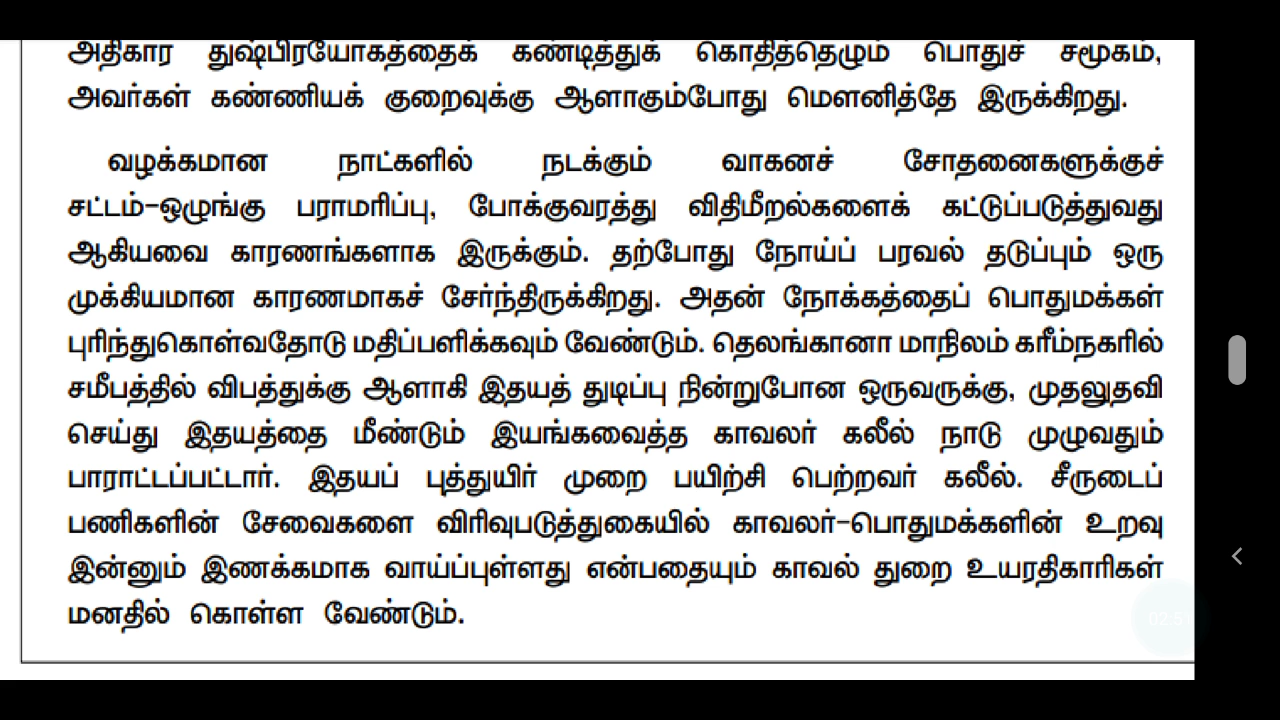 அதிகார துஷ்பிரயோகத்தைக் கண்டித்துக் கொதித்தெழும் பொதுச் சமூகம்,
அவர்கள் கண்ணியக் குறைவுக்கு ஆளாகும்போது மௌனித்தே இருக்கிறது.
வழக்கமான நாட்களில் நடக்கும் வாகனச் சோதனைகளுக்குச்
சட்டம்-ஒழுங்கு பராமரிப்பு, போக்குவரத்து விதிமீறல்களைக் கட்டுப்படுத்துவது
ஆகியவை காரணங்களாக இருக்கும். தற்போது நோய்ப் பரவல் தடுப்பும் ஒரு
முக்கியமான காரணமாகச் சேர்ந்திருக்கிறது. அதன் நோக்கத்தைப் பொதுமக்கள்
புரிந்துகொள்வதோடு மதிப்பளிக்கவும் வேண்டும். தெலங்கானா மாநிலம் கரீம்நகரில்
சமீபத்தில் விபத்துக்கு ஆளாகி இதயத் துடிப்பு நின்றுபோன ஒருவருக்கு, முதலுதவி
செய்து இதயத்தை மீண்டும் இயங்கவைத்த காவலர் கலீல் நாடு முழுவதும்
பாராட்டப்பட்டார். இதயப் புத்துயிர் முறை பயிற்சி பெற்றவர் கலீல். சீருடைப்
பணிகளின் சேவைகளை விரிவுபடுத்துகையில் காவலர்-பொதுமக்களின் உறவு
இன்னும் இணக்கமாக வாய்ப்புள்ளது என்பதையும் காவல் துறை உயரதிகாரிகள்
மனதில் கொள்ள வேண்டும்.